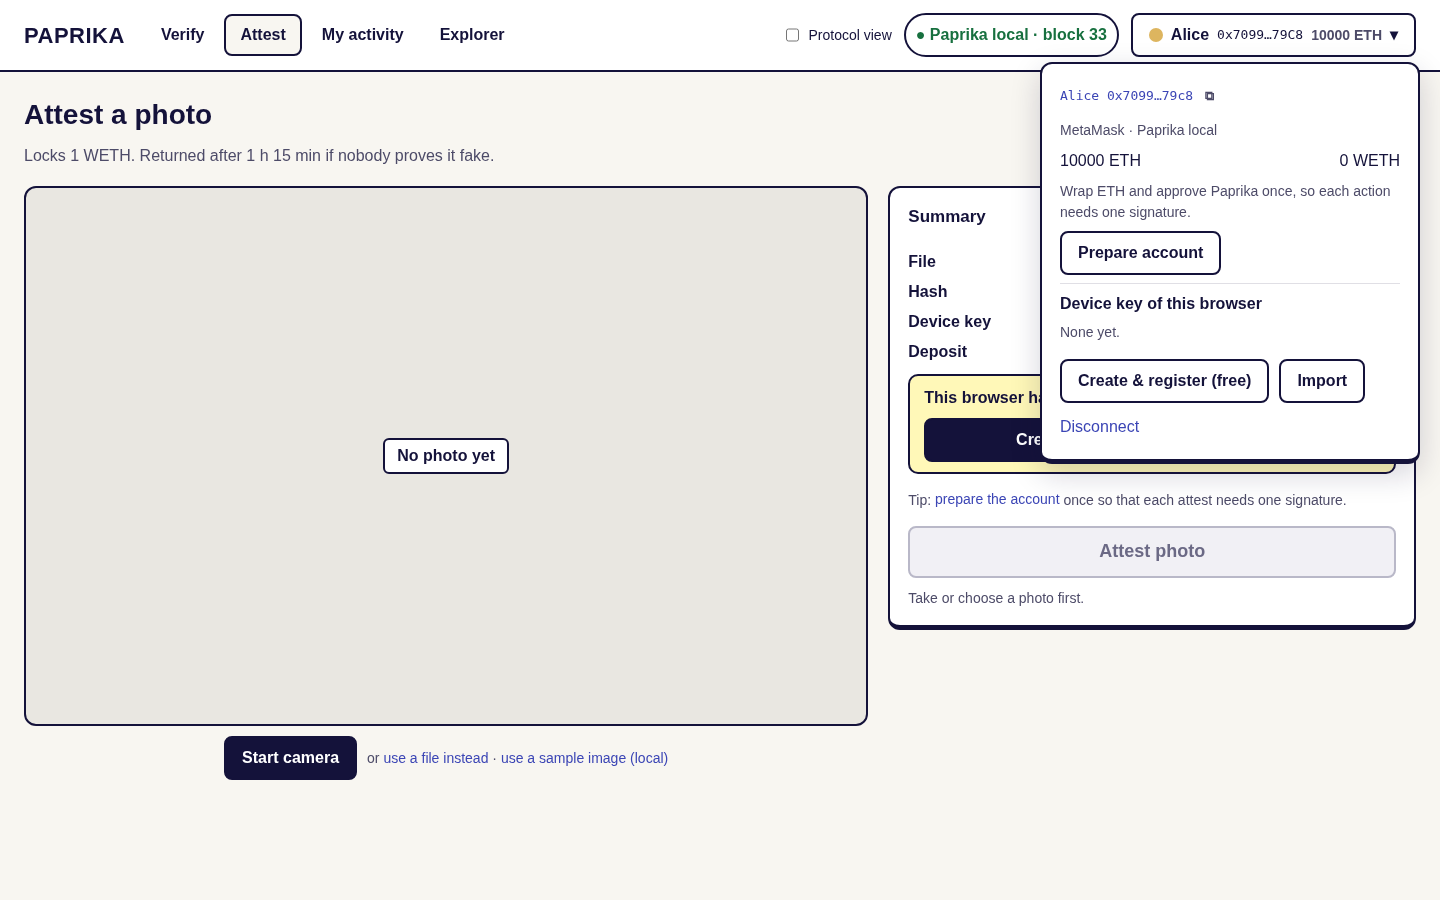 PAPRIKA Verify Attest My activity Explorer Protocol view ● Paprika local · block 33 Alice 0x7099…79C8 10000 ETH ▼
Attest a photo
Locks 1 WETH. Returned after 1 h 15 min if nobody proves it fake.
No photo yet
Start camera or use a file instead · use a sample image (local)
Summary
File
Hash
Device key
Deposit
This browser ha
Cre
Tip: prepare the account once so that each attest needs one signature.
Attest photo
Take or choose a photo first.
Alice 0x7099…79c8 ⧉
MetaMask · Paprika local
10000 ETH 0 WETH
Wrap ETH and approve Paprika once, so each action
needs one signature.
Prepare account
Device key of this browser
None yet.
Create & register (free) Import
Disconnect